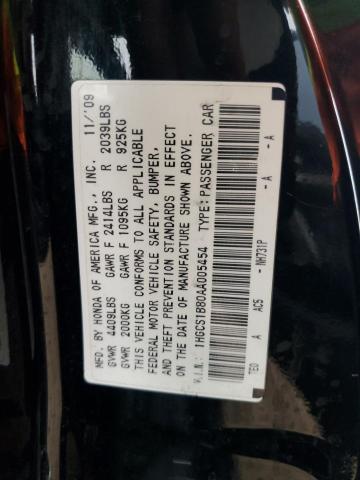 MFD. BY HONDA OF AMERICA MFG., INC. 11/'09
GVWR 4409LBS GAWR F 2414LBS R 2039LBS
GVWR 2000KG GAWR F 1095KG R 925KG
THIS VEHICLE CONFORMS TO ALL APPLICABLE
FEDERAL MOTOR VEHICLE SAFETY, BUMPER,
AND THEFT PREVENTION STANDARDS IN EFFECT
ON THE DATE OF MANUFACTURE SHOWN ABOVE.
V.I.N.: 1HGCS1B80AA005454 TYPE: PASSENGER CAR
TE0 A AC5 - NH731P - A - A